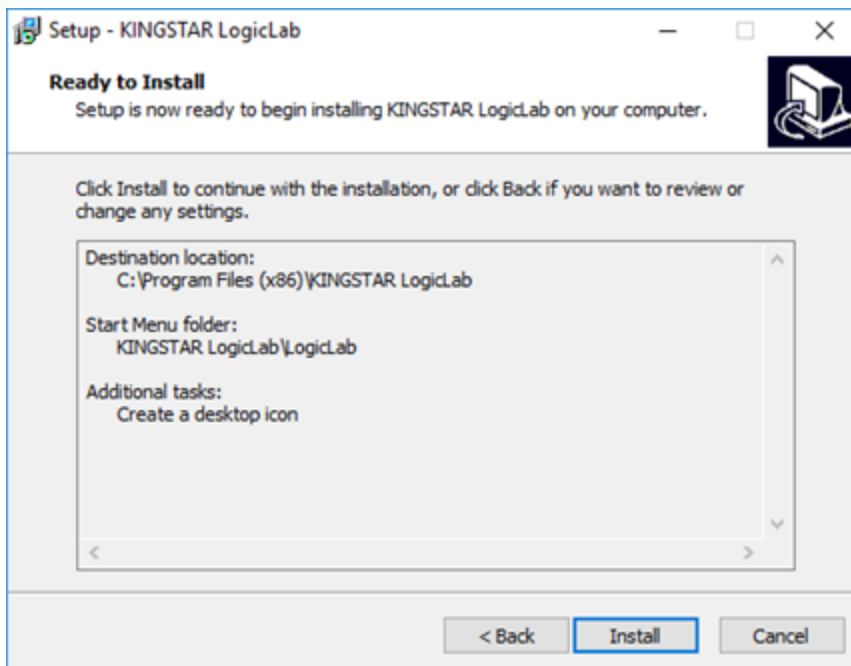 Setup - KINGSTAR LogicLab
Ready to Install
Setup is now ready to begin installing KINGSTAR LogicLab on your computer.
Click Install to continue with the installation, or click Back if you want to review or
change any settings.
Destination location:
C:\Program Files (x86)\KINGSTAR LogicLab
Start Menu folder:
KINGSTAR LogicLab\LogicLab
Additional tasks:
Create a desktop icon
< Back Install Cancel